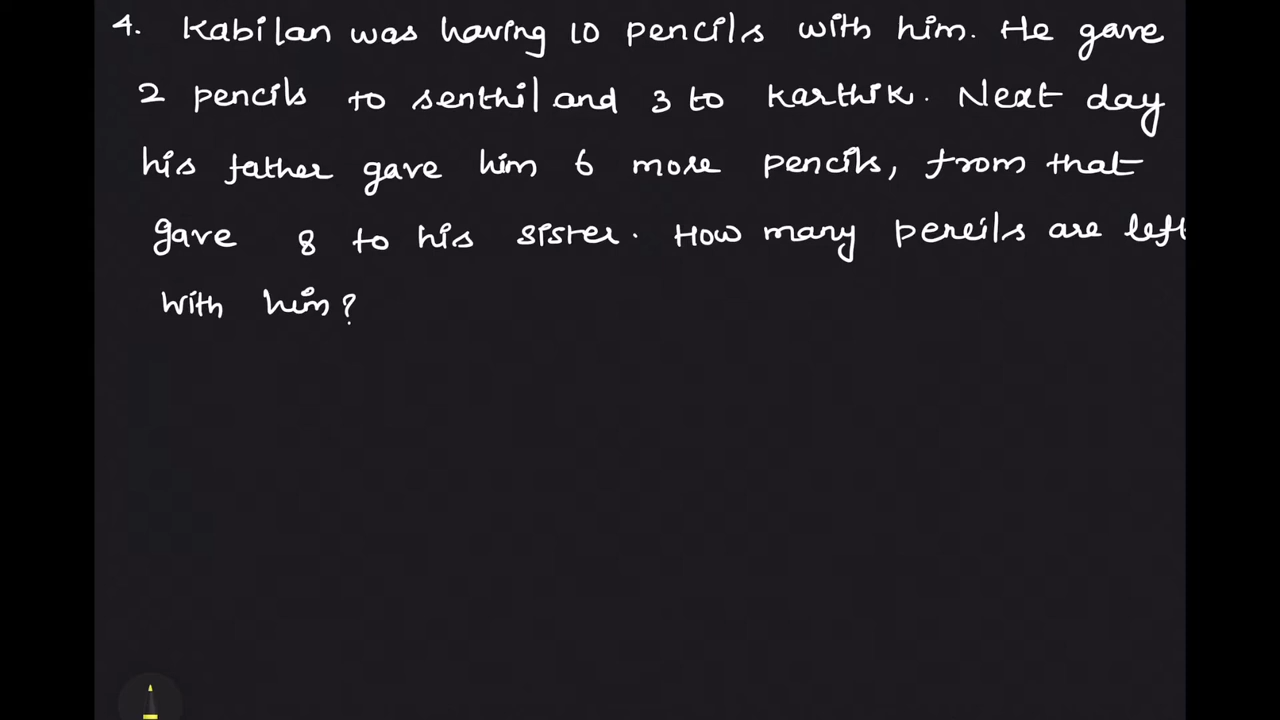 4. Kabilan was having 10 pencils with him. He gave
2 pencils to senthil and 3 to karthik. Next day
his father gave him 6 more pencils, from that
gave 8 to his sister. How many pencils are left
with him?